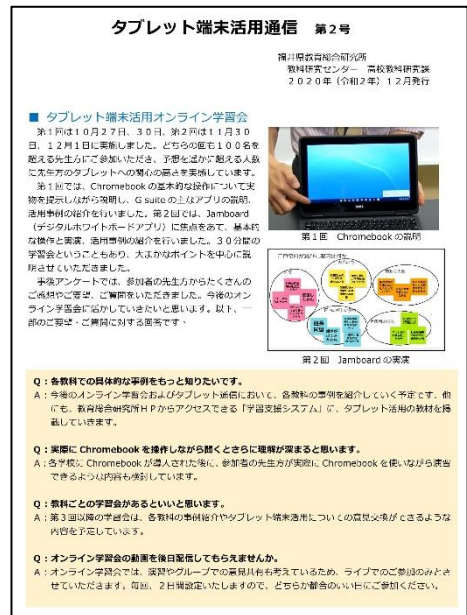 タブレット端末活用通信 第2号
福井県教育総合研究所
教科研究センター 高校教科研究課
2020年(令和2年)12月発行
■ タブレット端末活用オンライン学習会
第1回は10月27日、30日、第2回は11月30
日、12月1日に実施しました。どちらの回も100名を
超える先生方にご参加いただき、予想を遥かに超える人数
に先生方のタブレットへの関心の高さを実感しています。
第1回では、Chromebookの基本的な操作について実
物を提示しながら説明し、G suiteの主なアプリの説明、
活用事例の紹介を行いました。第2回では、Jamboard
(デジタルホワイトボードアプリ)に焦点をあて、基本的
な操作と実演、活用事例の紹介を行いました。30分間の
学習会ということもあり、大まかなポイントを中心に説
明させていただきました。
事後アンケートでは、参加者の先生方からたくさんの
ご感想やご要望、ご質問をいただきました。今後のオン
ライン学習会に活かしていきたいと思います。以下、一
部のご要望・ご質問に対する回答です。
第1回 Chromebookの説明
第2回 Jamboardの実演
Q:各教科での具体的な事例をもっと知りたいです。
A:今後のオンライン学習会およびタブレット通信において、各教科の事例を紹介していく予定です。他
にも、教育総合研究所HPからアクセスできる「学習支援システム」に、タブレット活用の教材を掲
載していきます。
Q:実際にChromebookを操作しながら聞くとさらに理解が深まると思います。
A:各学校にChromebookが導入された後に、参加者の先生方が実際にChromebookを使いながら演習
できるような内容も検討しています。
Q:教科ごとの学習会があるといいと思います。
A:第3回以降の学習会は、各教科の事例紹介やタブレット端末活用についての意見交換ができるような
内容を予定しています。
Q:オンライン学習会の動画を後日配信してもらえませんか。
A:オンライン学習会では、演習やグループでの意見共有も考えているため、ライブでのご参加のみとさ
せていただきます。毎回、2日間設定いたしますので、どちらか都合のいい日にご参加ください。